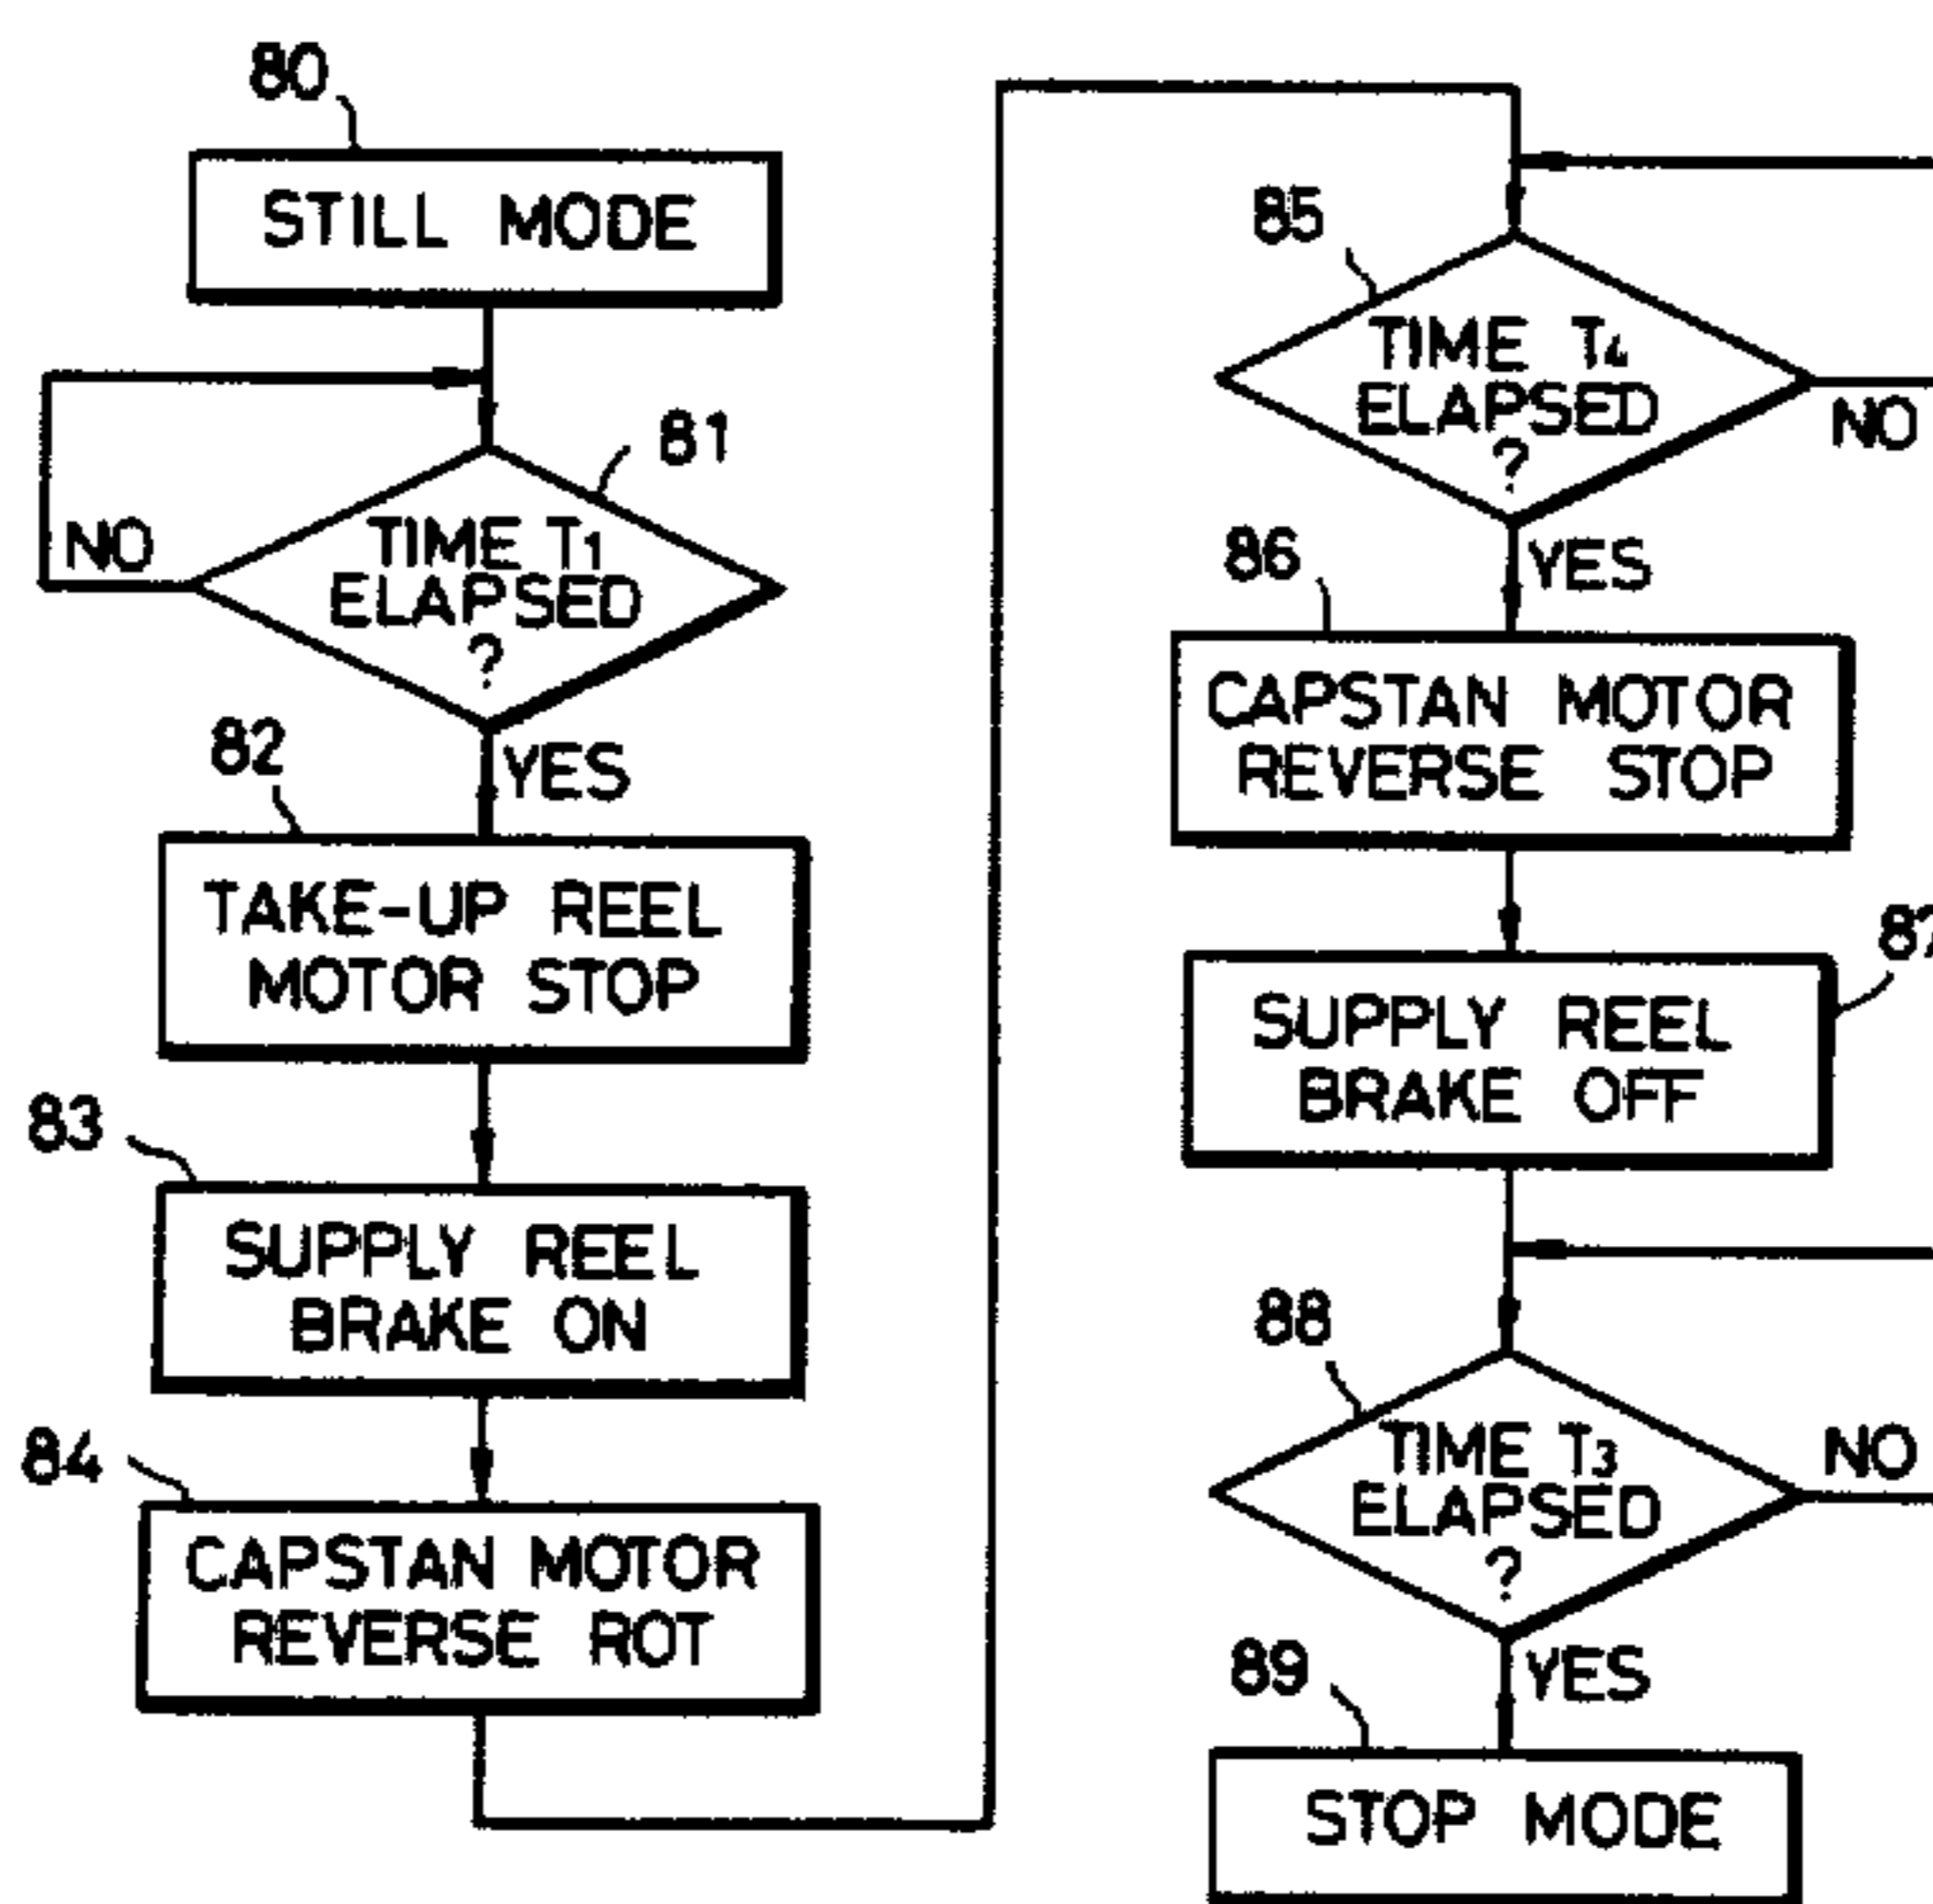 80
STILL MODE
81
NO
TIME T1
ELAPSED
?
YES
82
TAKE-UP REEL
MOTOR STOP
83
SUPPLY REEL
BRAKE ON
84
CAPSTAN MOTOR
REVERSE ROT
85
TIME T4
ELAPSED
?
NO
YES
86
CAPSTAN MOTOR
REVERSE STOP
87
SUPPLY REEL
BRAKE OFF
88
TIME T3
ELAPSED
?
NO
YES
89
STOP MODE